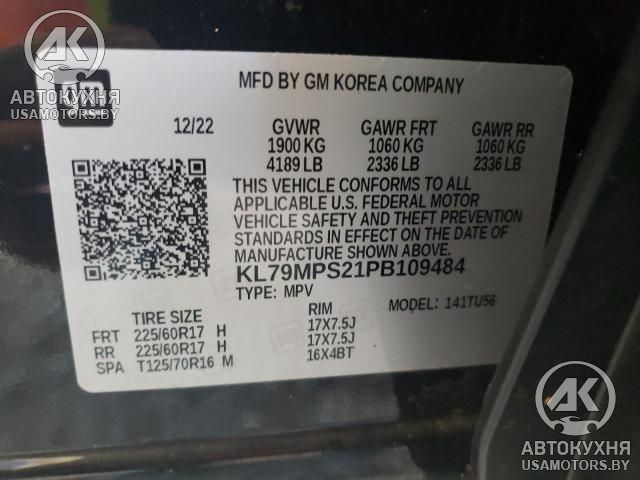 gm
MFD BY GM KOREA COMPANY
12/22 GVWR GAWR FRT GAWR RR
1900 KG 1060 KG 1060 KG
4189 LB 2336 LB 2336 LB
THIS VEHICLE CONFORMS TO ALL
APPLICABLE U.S. FEDERAL MOTOR
VEHICLE SAFETY AND THEFT PREVENTION
STANDARDS IN EFFECT ON THE DATE OF
MANUFACTURE SHOWN ABOVE.
KL79MPS21PB109484
TYPE: MPV MODEL: 141TU56
TIRE SIZE RIM
FRT 225/60R17 H 17X7.5J
RR 225/60R17 H 17X7.5J
SPA T125/70R16 M 16X4BT
АК
АВТОКУХНЯ
USAMOTORS.BY
АК
АВТОКУХНЯ
USAMOTORS.BY